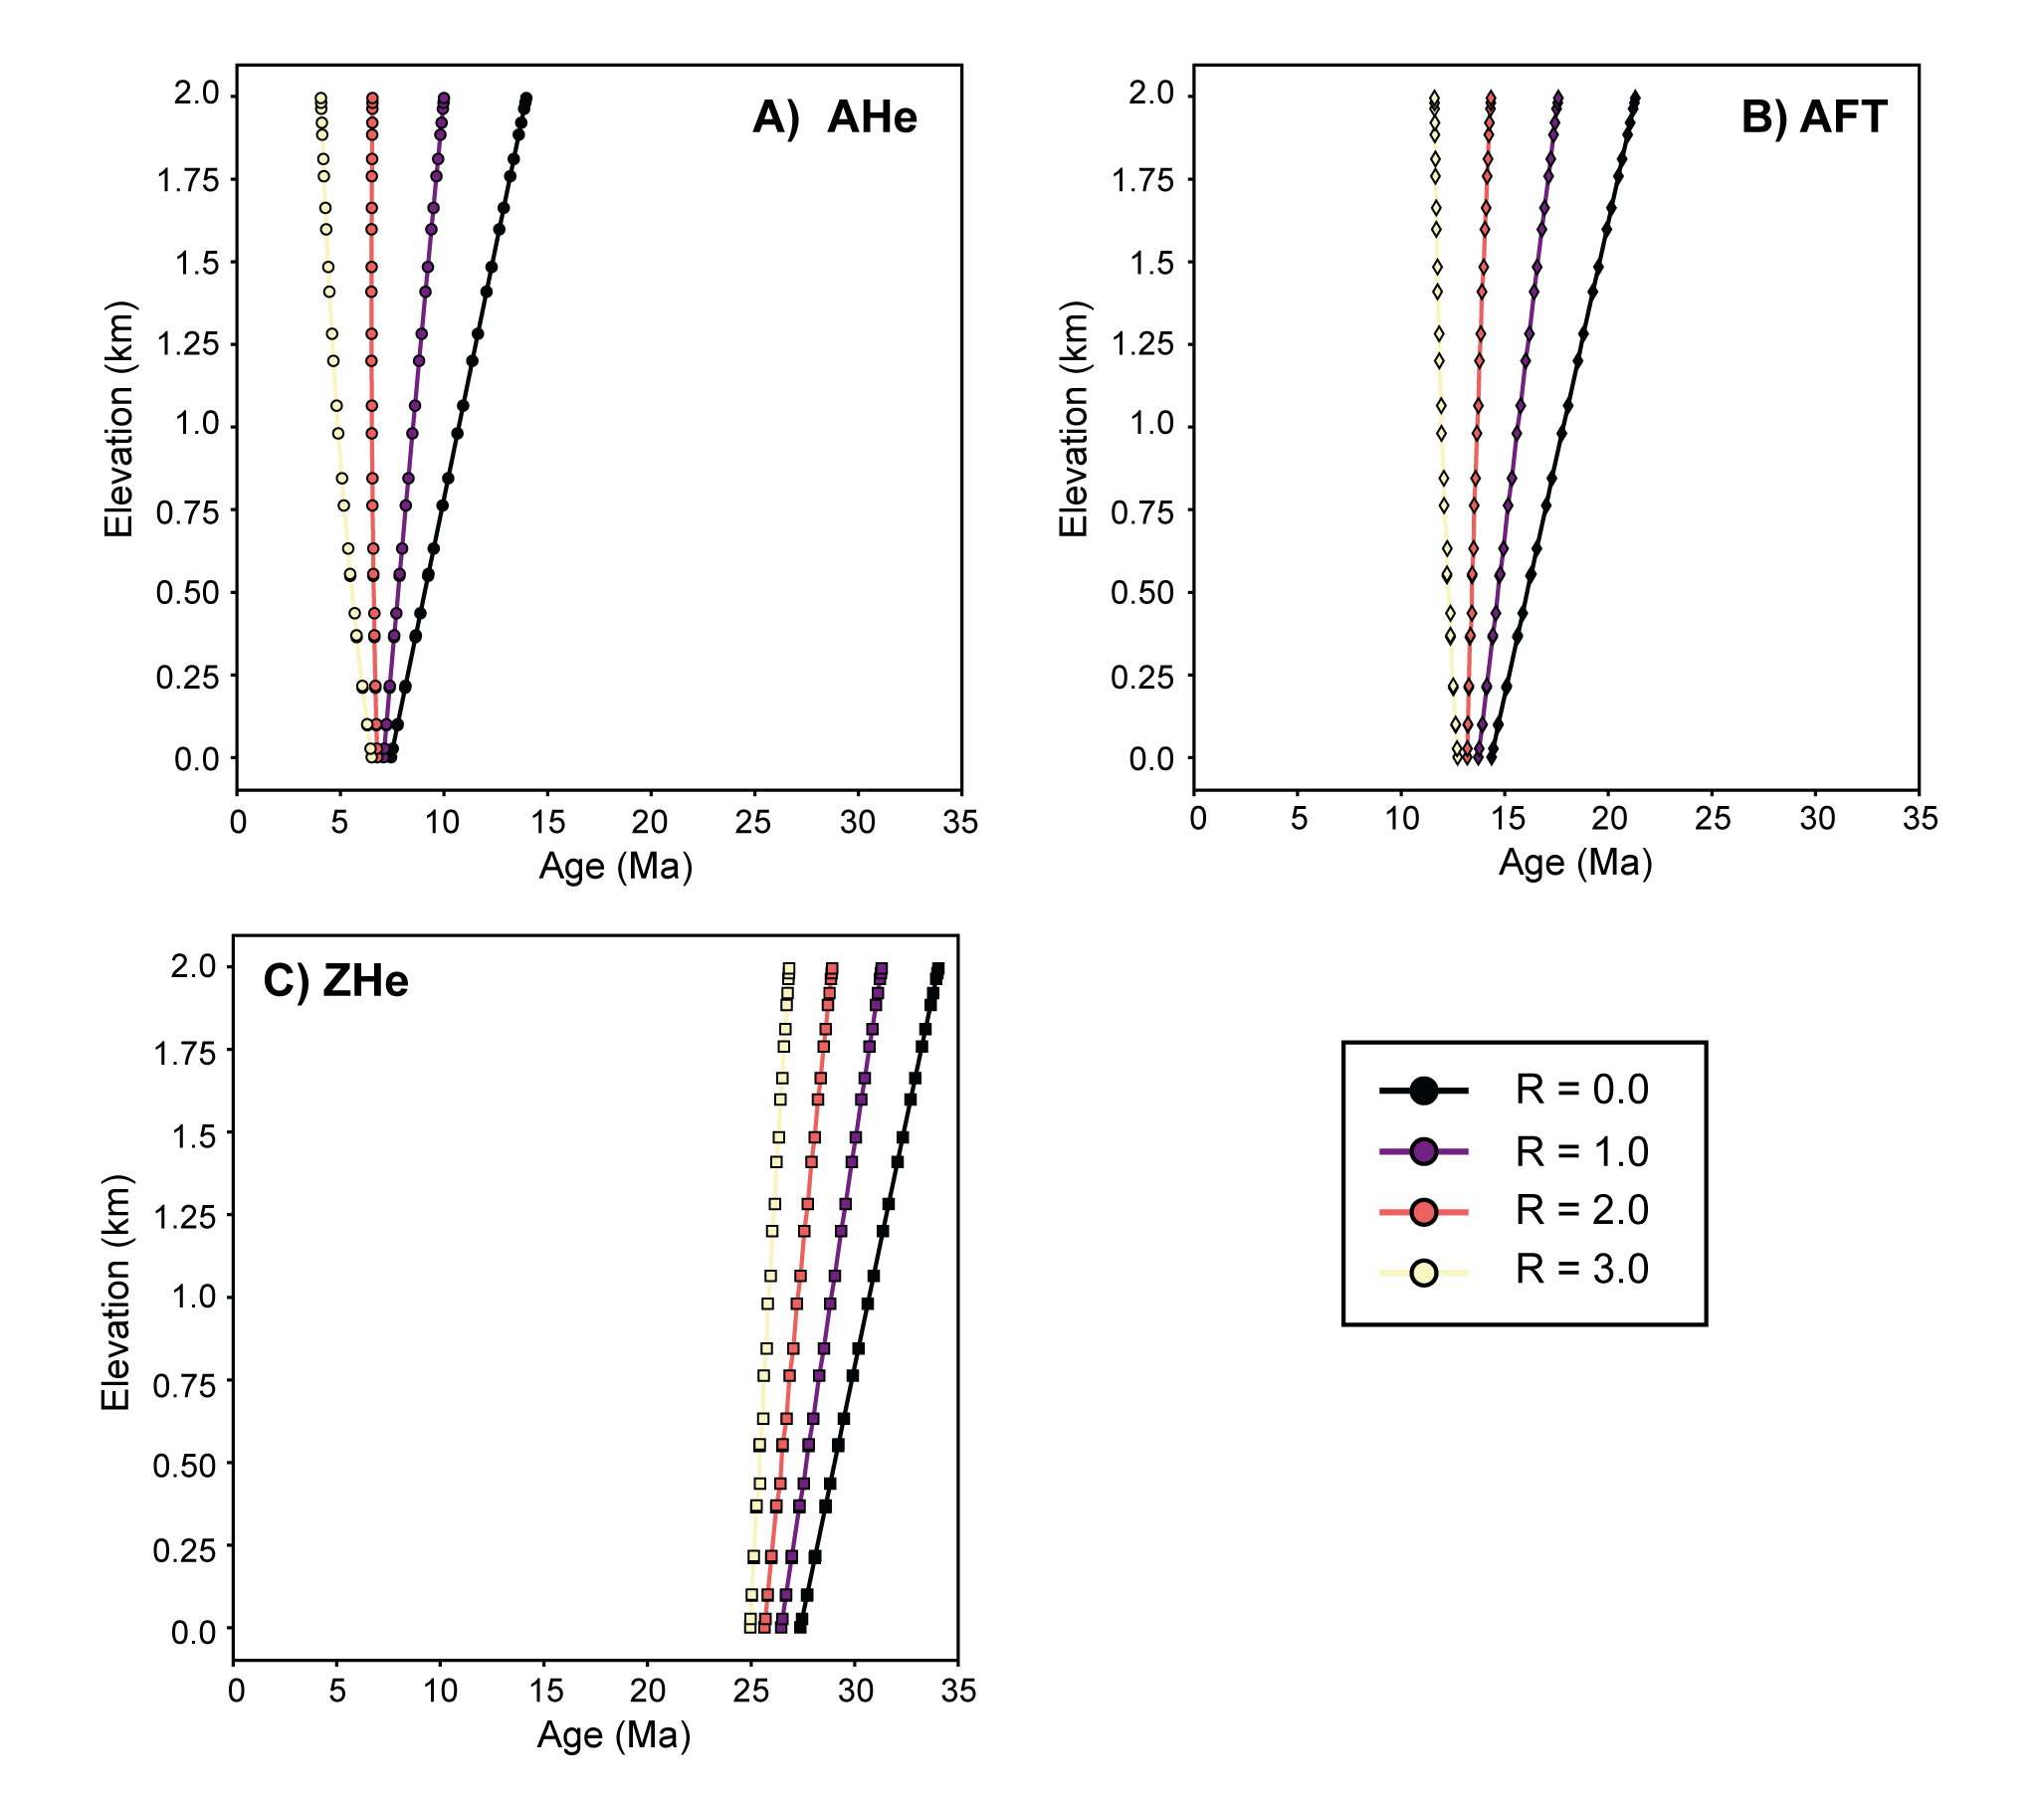 A) AHe
2.0
1.75
1.5
1.25
1.0
0.75
0.50
0.25
0.0
Elevation (km)
0 5 10 15 20 25 30 35
Age (Ma)
B) AFT
2.0
1.75
1.5
1.25
1.0
0.75
0.50
0.25
0.0
Elevation (km)
0 5 10 15 20 25 30 35
Age (Ma)
C) ZHe
2.0
1.75
1.5
1.25
1.0
0.75
0.50
0.25
0.0
Elevation (km)
0 5 10 15 20 25 30 35
Age (Ma)
R = 0.0
R = 1.0
R = 2.0
R = 3.0